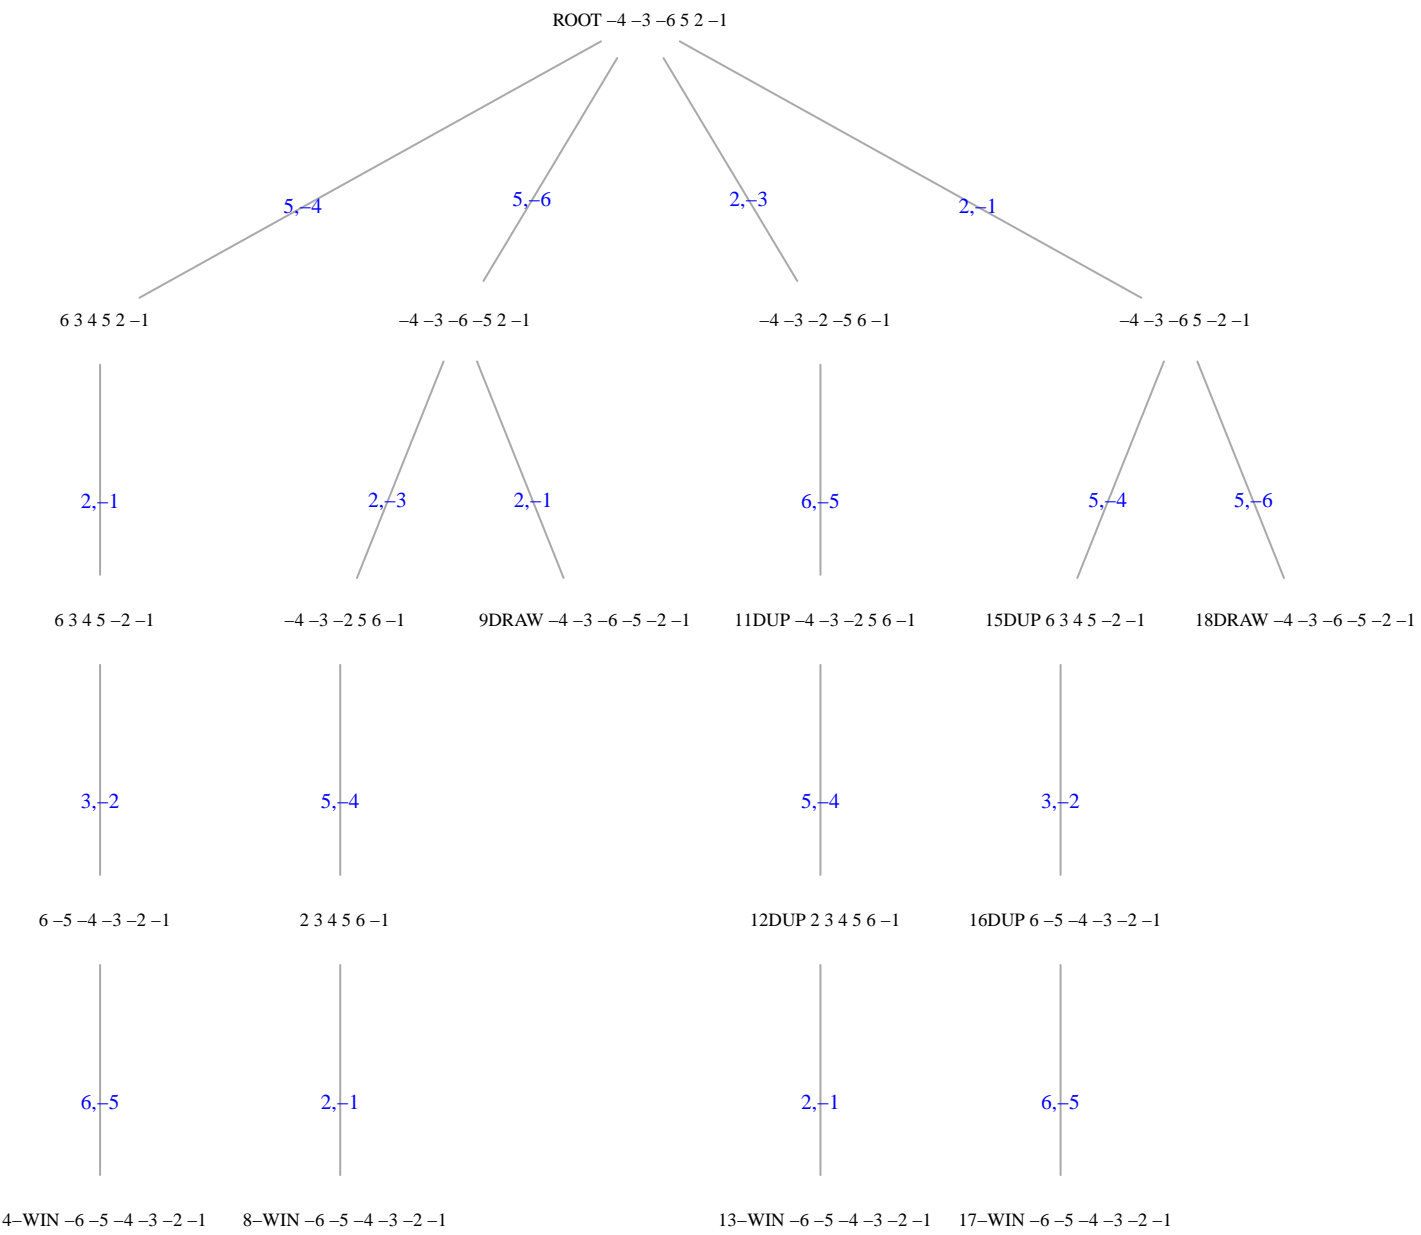 ROOT –4 –3 –6 5 2 –1
5,–4
5,–6
2,–3
2,–1
6 3 4 5 2 –1
–4 –3 –6 –5 2 –1
–4 –3 –2 –5 6 –1
–4 –3 –6 5 –2 –1
2,–1
2,–3
2,–1
6,–5
5,–4
5,–6
6 3 4 5 –2 –1
–4 –3 –2 5 6 –1
9DRAW –4 –3 –6 –5 –2 –1
11DUP –4 –3 –2 5 6 –1
15DUP 6 3 4 5 –2 –1
18DRAW –4 –3 –6 –5 –2 –1
3,–2
5,–4
5,–4
3,–2
6 –5 –4 –3 –2 –1
2 3 4 5 6 –1
12DUP 2 3 4 5 6 –1
16DUP 6 –5 –4 –3 –2 –1
6,–5
2,–1
2,–1
6,–5
4–WIN –6 –5 –4 –3 –2 –1
8–WIN –6 –5 –4 –3 –2 –1
13–WIN –6 –5 –4 –3 –2 –1
17–WIN –6 –5 –4 –3 –2 –1